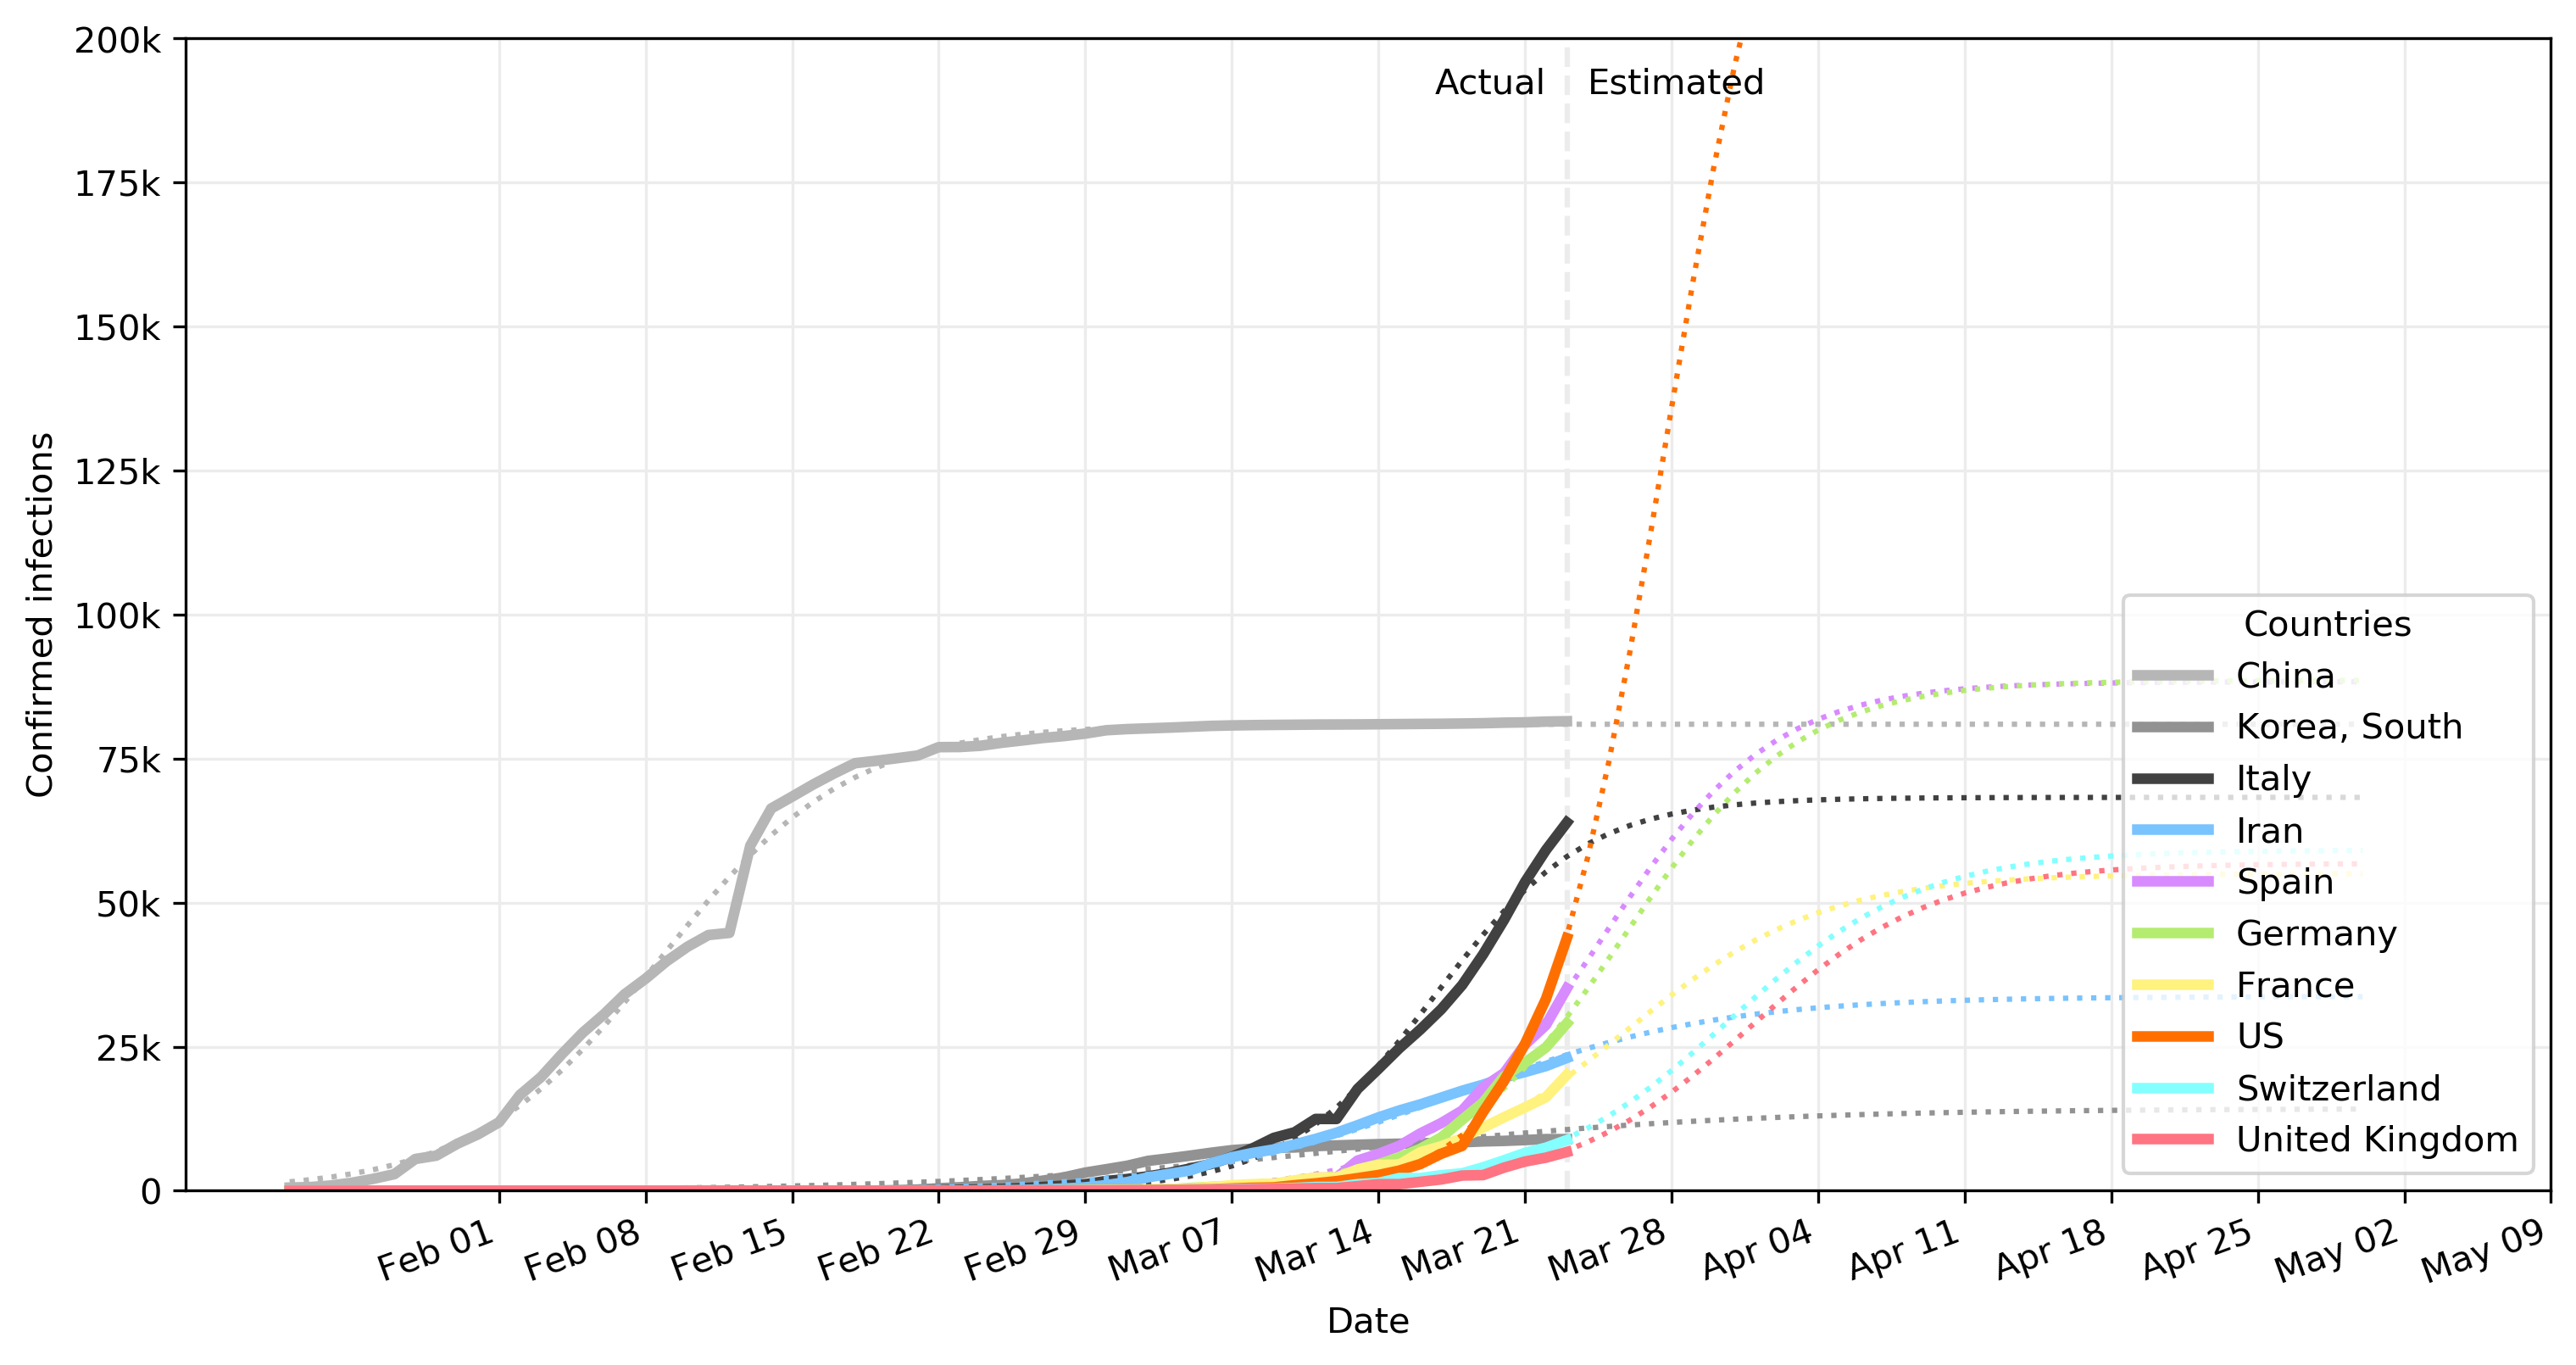 200k
175k
150k
125k
100k
75k
50k
25k
0
Confirmed infections
Actual
Estimated
Countries
China
Korea, South
Italy
Iran
Spain
Germany
France
US
Switzerland
United Kingdom
Feb 01
Feb 08
Feb 15
Feb 22
Feb 29
Mar 07
Mar 14
Mar 21
Mar 28
Apr 04
Apr 11
Apr 18
Apr 25
May 02
May 09
Date